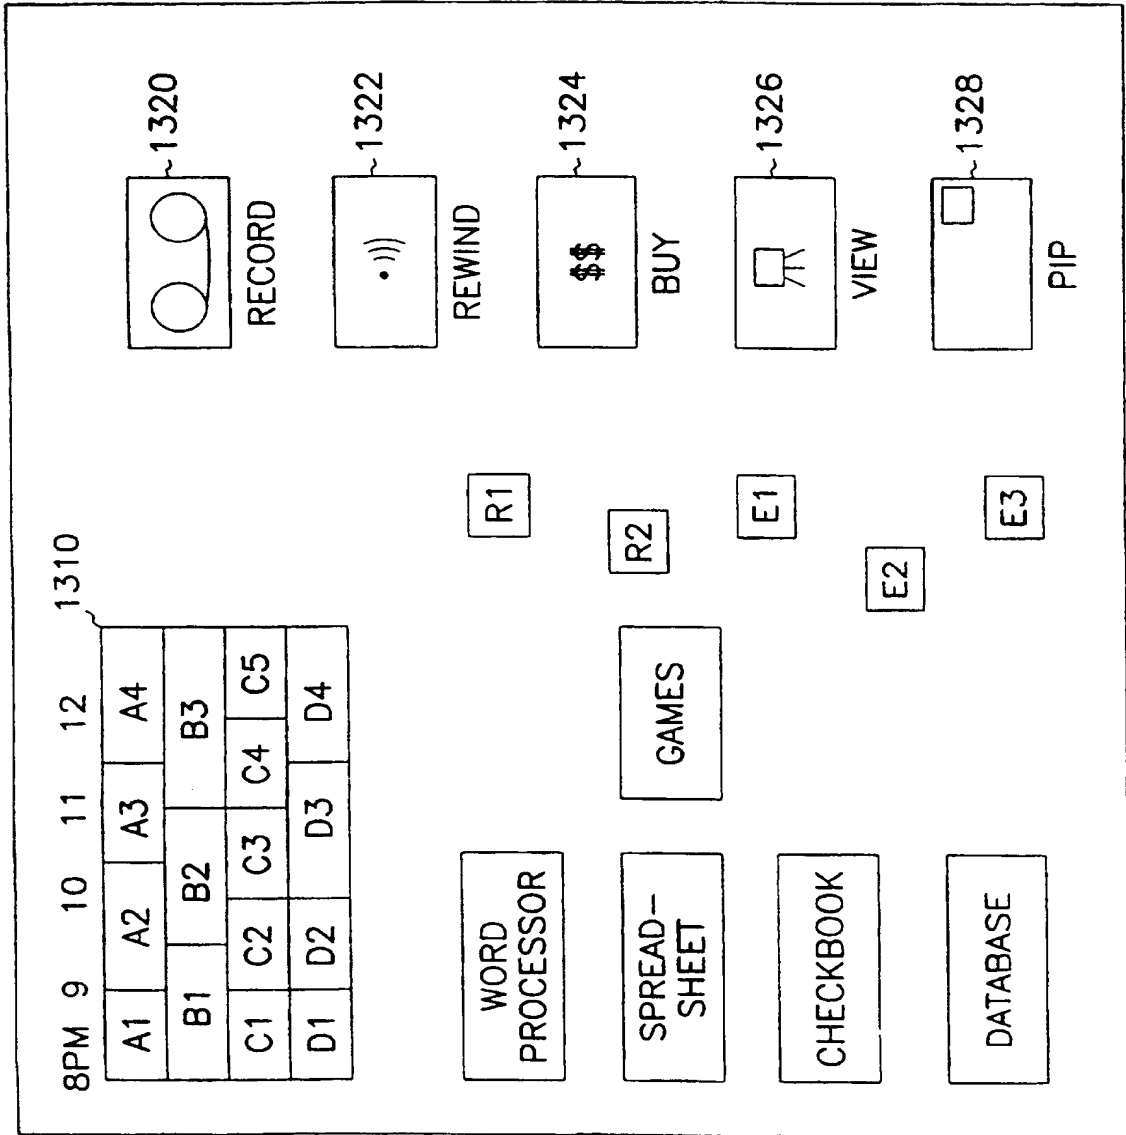 1310
8PM 9 10 11 12
A1 A2 A3 A4
B1 B2 B3
C1 C2 C3 C4 C5
D1 D2 D3 D4
1320
RECORD
1322
REWIND
$$
1324
BUY
1326
VIEW
1328
PIP
WORD
PROCESSOR
SPREAD–
SHEET
CHECKBOOK
DATABASE
GAMES
R1
R2
E1
E2
E3